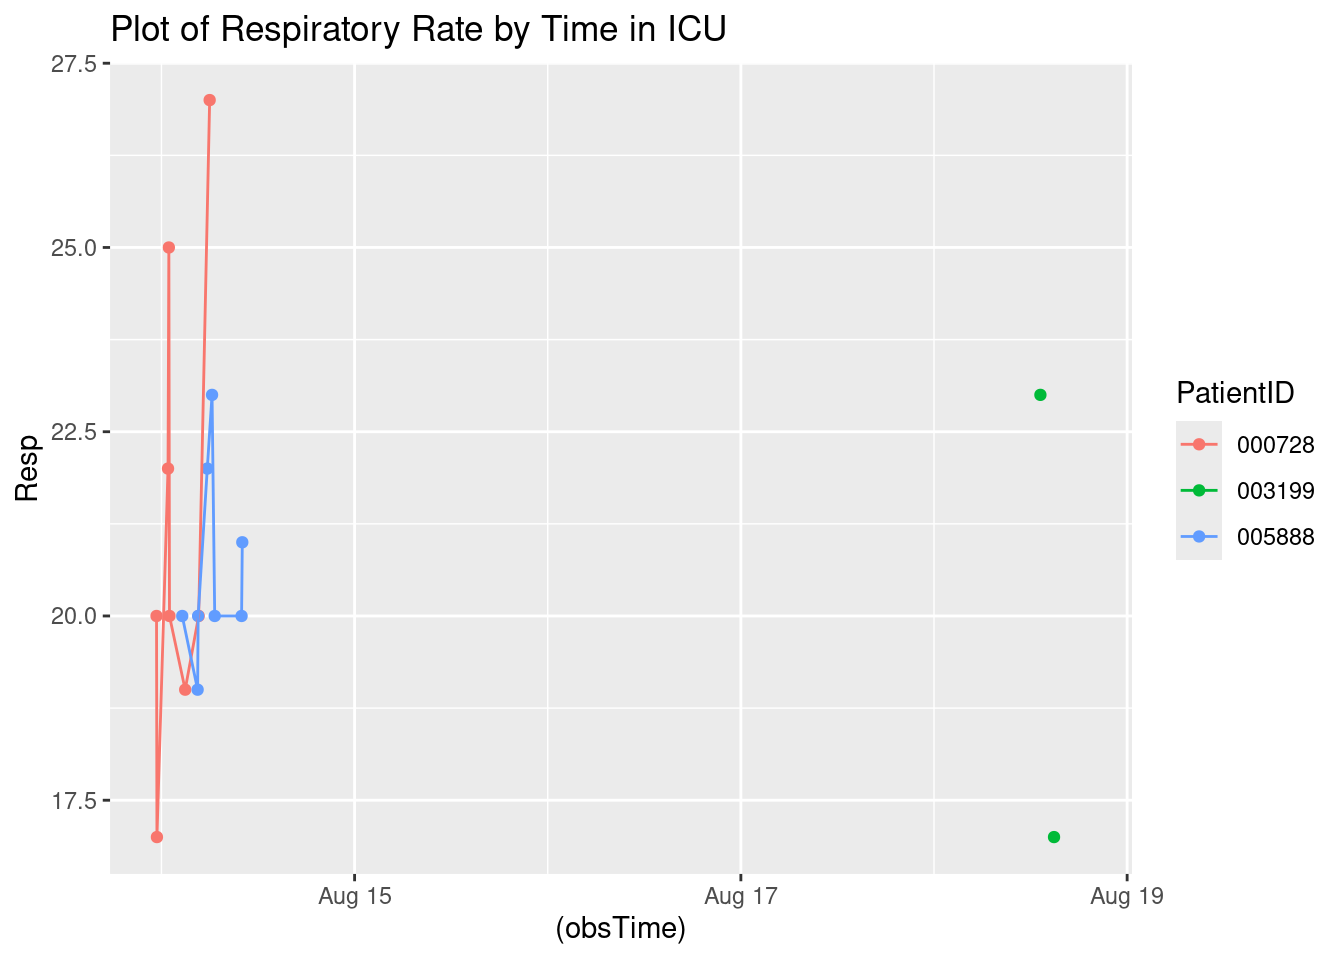 Plot of Respiratory Rate by Time in ICU
27.5
25.0
22.5
20.0
17.5
Resp
Aug 15
Aug 17
Aug 19
(obsTime)
PatientID
000728
003199
005888